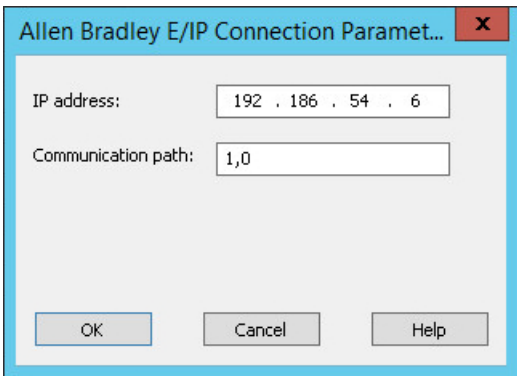 Allen Bradley E/IP Connection Paramet... x
IP address: 192 . 186 . 54 . 6
Communication path: 1,0
OK Cancel Help